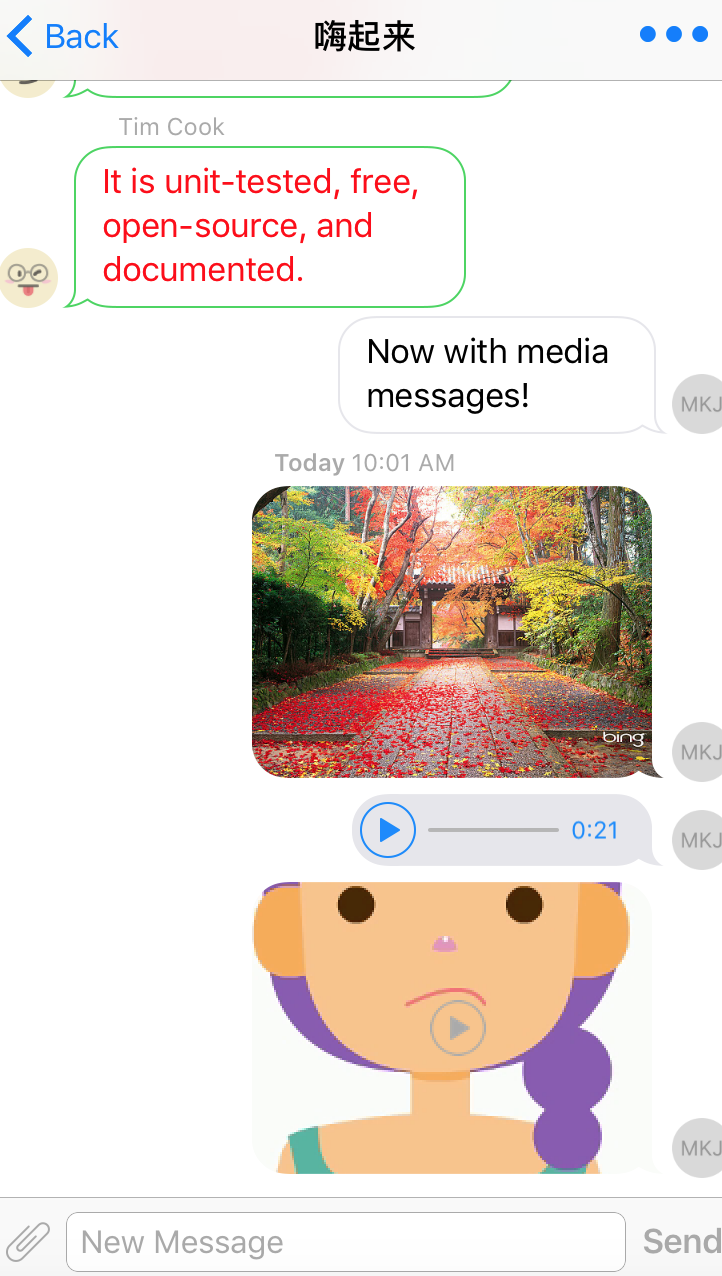 Back
嗨起来
Tim Cook
It is unit-tested, free,
open-source, and
documented.
Now with media
messages!
MKJ
Today 10:01 AM
bing
MKJ
0:21
MKJ
MKJ
New Message
Send